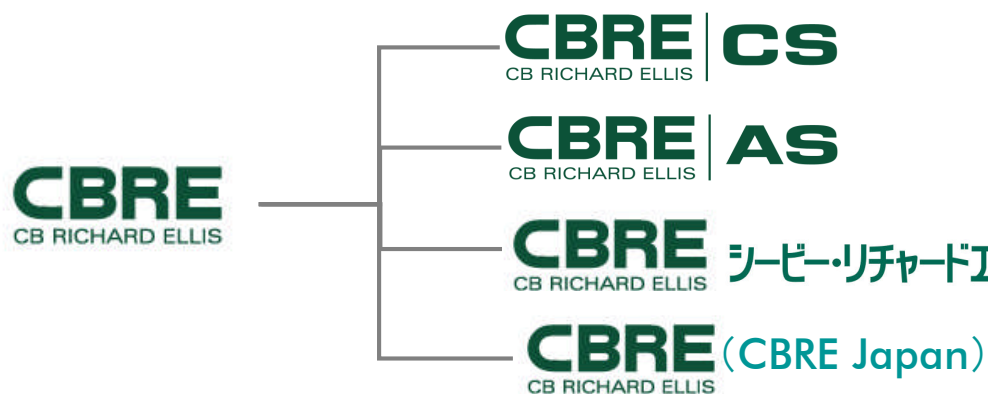 CBRE
CB RICHARD ELLIS
CBRE CS
CB RICHARD ELLIS
CBRE AS
CB RICHARD ELLIS
CBRE シービー・リチャードエ
CB RICHARD ELLIS
CBRE (CBRE Japan)
CB RICHARD ELLIS